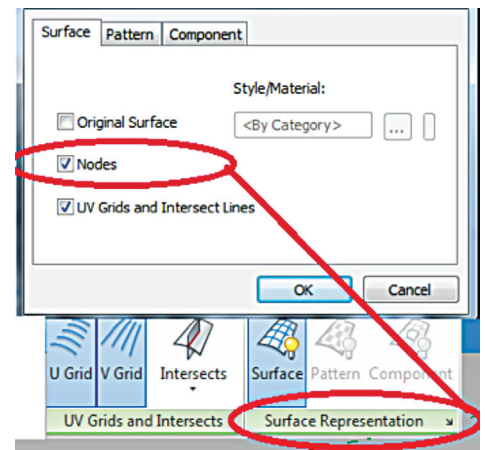 Surface Pattern Component
Style/Material:
Original Surface <By Category> ...
Nodes
UV Grids and Intersect Lines
OK Cancel
U Grid V Grid Intersects Surface Pattern Component
UV Grids and Intersects Surface Representation